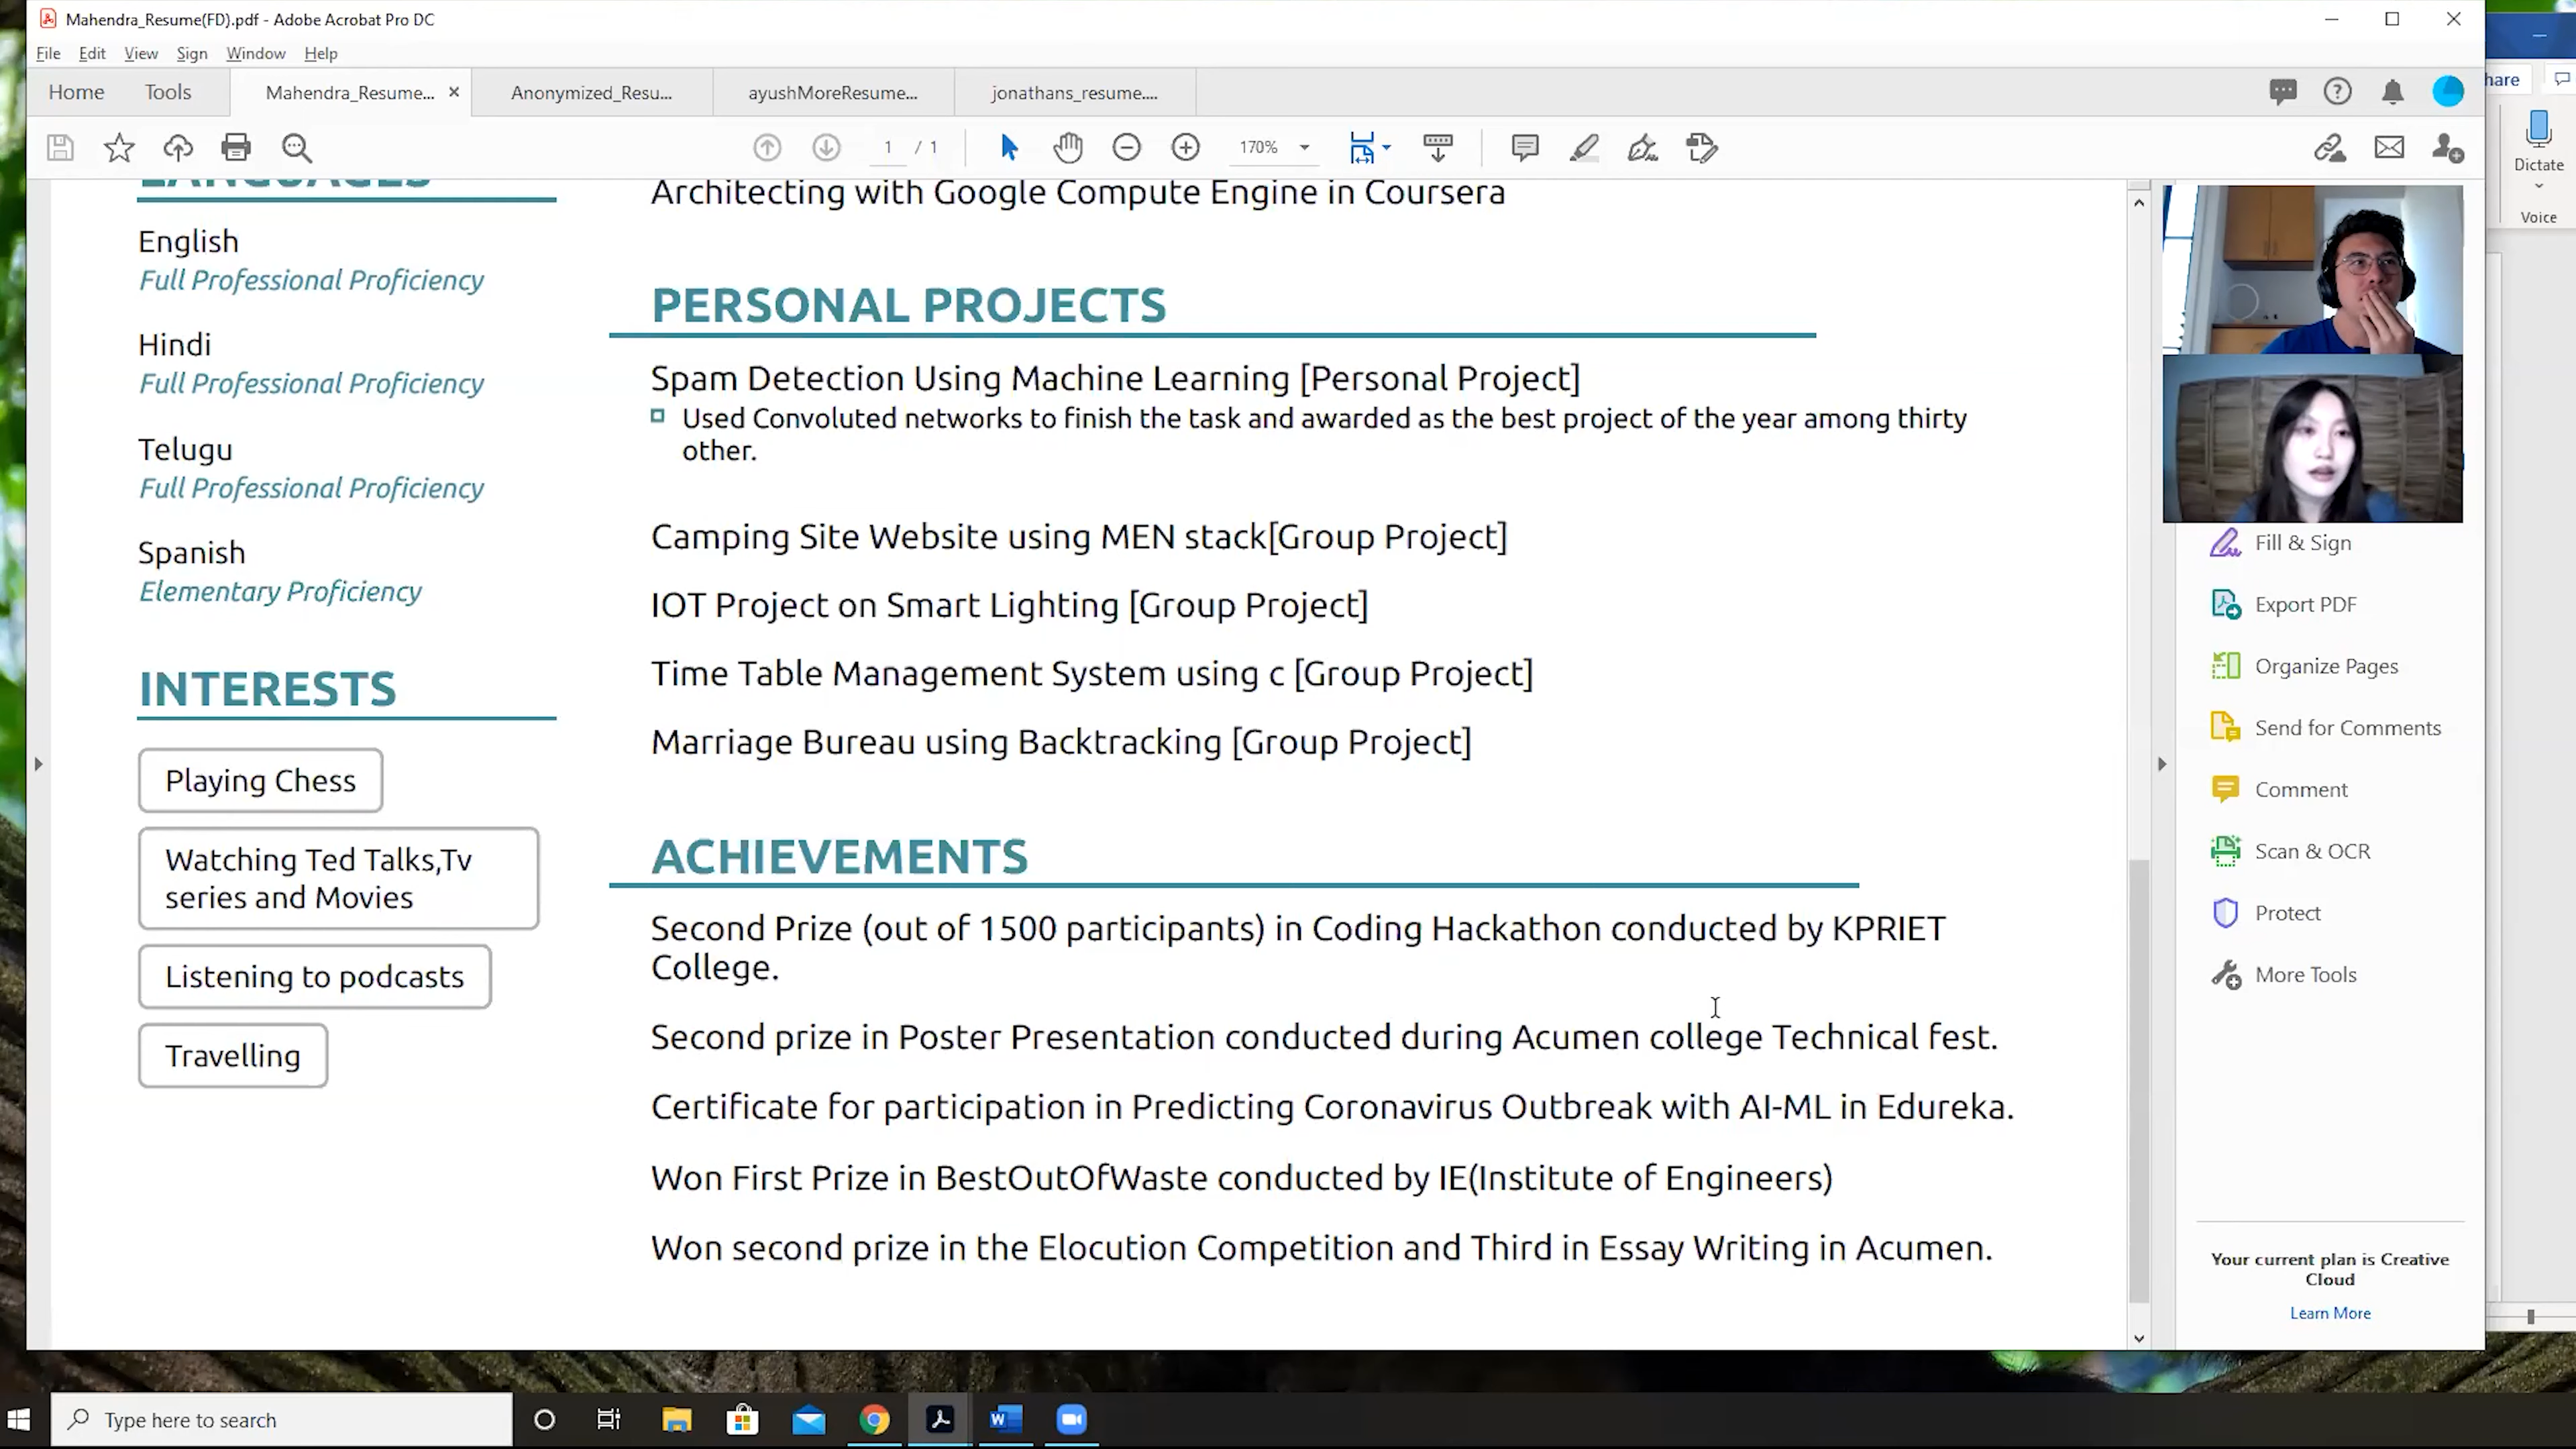 Mahendra_Resume(FD).pdf - Adobe Acrobat Pro DC
File Edit View Sign Window Help
Home Tools Mahendra_Resume... Anonymized_Resu... ayushMoreResume... jonathans_resume....
1 / 1 170%
hare
Dictate
Voice
LANGUAGES
English
Full Professional Proficiency
Hindi
Full Professional Proficiency
Telugu
Full Professional Proficiency
Spanish
Elementary Proficiency
INTERESTS
Playing Chess
Watching Ted Talks,Tv
series and Movies
Listening to podcasts
Travelling
Architecting with Google Compute Engine in Coursera
PERSONAL PROJECTS
Spam Detection Using Machine Learning [Personal Project]
Used Convoluted networks to finish the task and awarded as the best project of the year among thirty
other.
Camping Site Website using MEN stack[Group Project]
IOT Project on Smart Lighting [Group Project]
Time Table Management System using c [Group Project]
Marriage Bureau using Backtracking [Group Project]
ACHIEVEMENTS
Second Prize (out of 1500 participants) in Coding Hackathon conducted by KPRIET
College.
Second prize in Poster Presentation conducted during Acumen college Technical fest.
Certificate for participation in Predicting Coronavirus Outbreak with AI-ML in Edureka.
Won First Prize in BestOutOfWaste conducted by IE(Institute of Engineers)
Won second prize in the Elocution Competition and Third in Essay Writing in Acumen.
Fill & Sign
Export PDF
Organize Pages
Send for Comments
Comment
Scan & OCR
Protect
More Tools
Your current plan is Creative
Cloud
Learn More
Type here to search